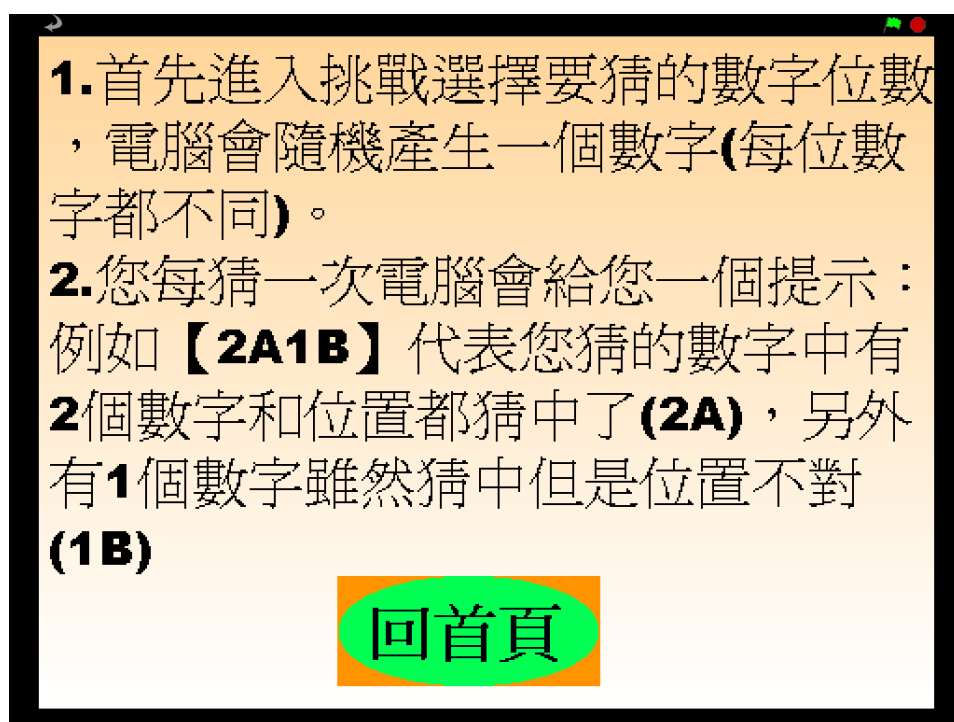 1.首先進入挑戰選擇要猜的數字位數
，電腦會隨機產生一個數字(每位數
字都不同)。
2.您每猜一次電腦會給您一個提示：
例如【2A1B】代表您猜的數字中有
2個數字和位置都猜中了(2A)，另外
有1個數字雖然猜中但是位置不對
(1B)
回首頁